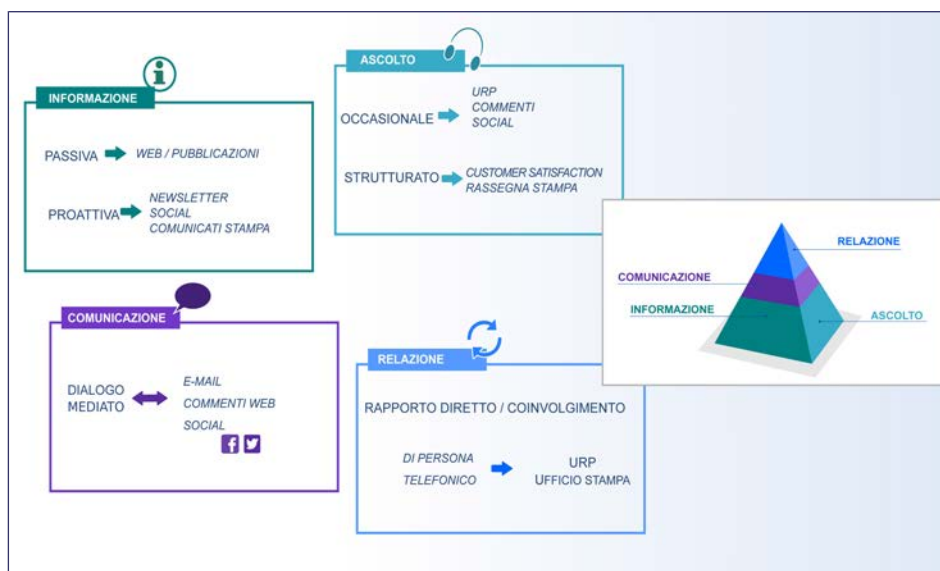 INFORMAZIONE
PASSIVA
WEB / PUBBLICAZIONI
PROATTIVA
NEWSLETTER
SOCIAL
COMUNICATI STAMPA
ASCOLTO
OCCASIONALE
URP
COMMENTI
SOCIAL
STRUTTURATO
CUSTOMER SATISFACTION
RASSEGNA STAMPA
COMUNICAZIONE
DIALOGO
MEDIATO
E-MAIL
COMMENTI WEB
SOCIAL
RELAZIONE
RAPPORTO DIRETTO / COINVOLGIMENTO
DI PERSONA
TELEFONICO
URP
UFFICIO STAMPA
RELAZIONE
COMUNICAZIONE
INFORMAZIONE
ASCOLTO